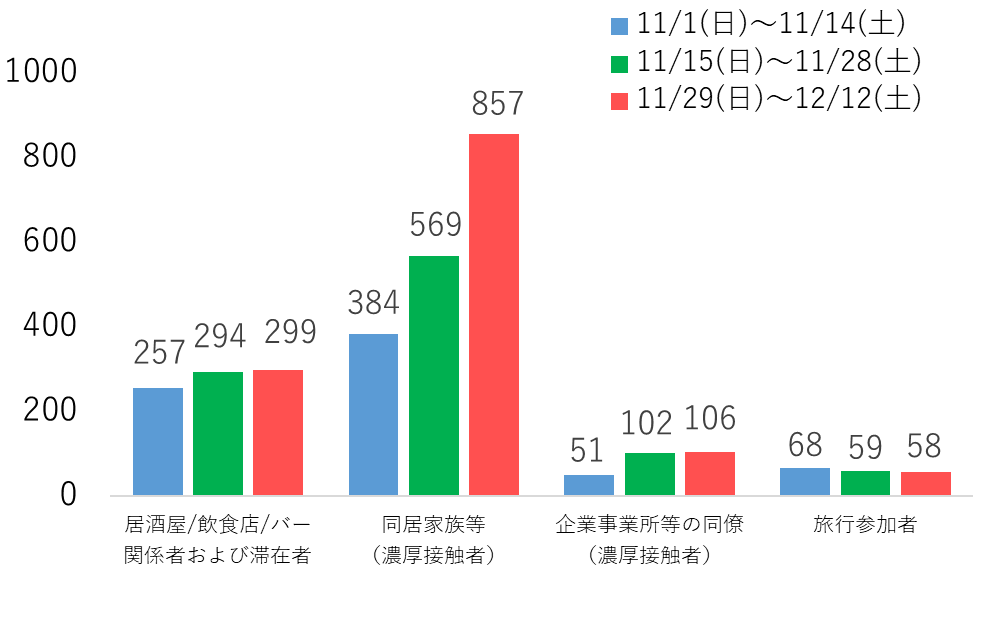 11/1(日)～11/14(土)
11/15(日)～11/28(土)
11/29(日)～12/12(土)
1000
800
600
400
200
0
257
294
299
384
569
857
51
102
106
68
59
58
居酒屋/飲食店/バー
関係者および滞在者
同居家族等
（濃厚接触者）
企業事業所等の同僚
（濃厚接触者）
旅行参加者